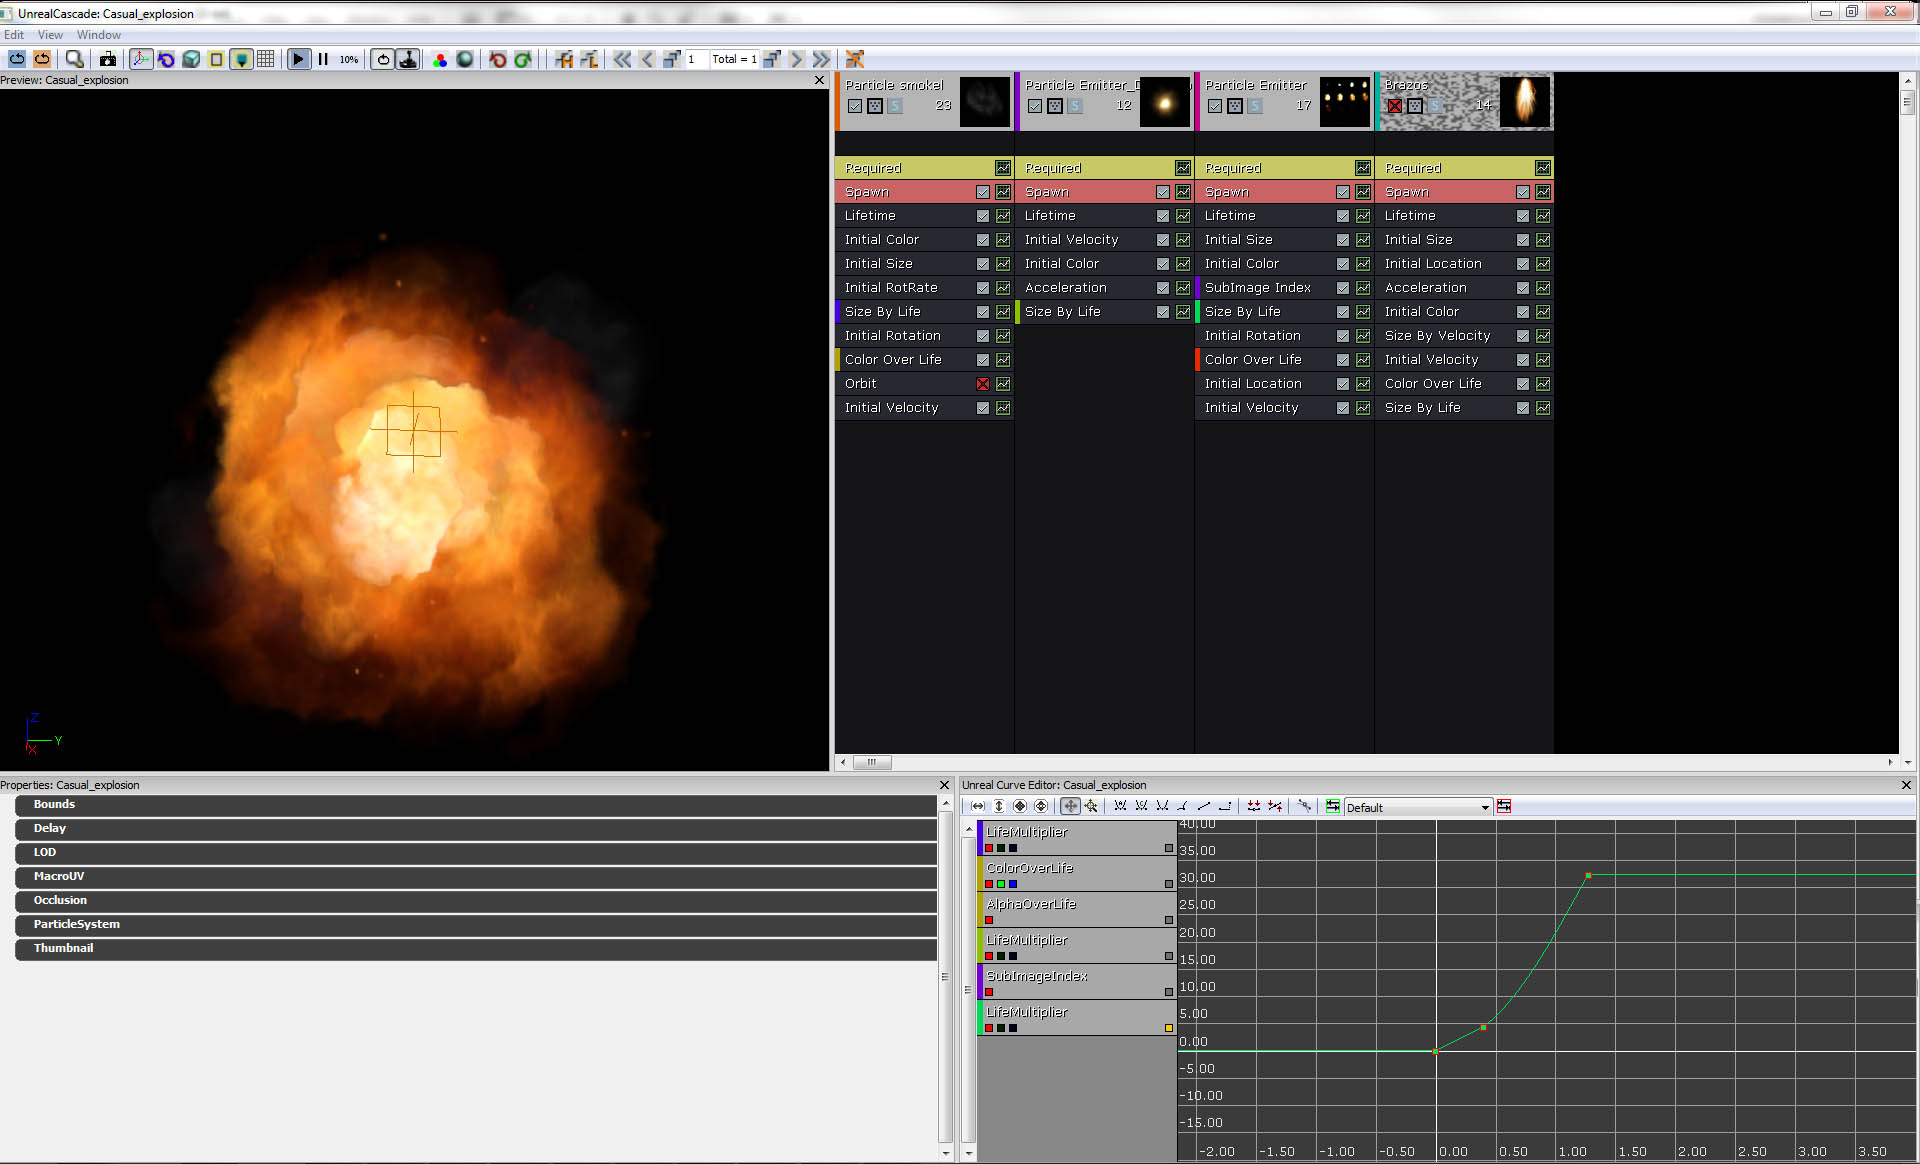 UnrealCascade: Casual_explosion
Edit View Window
10%
1 Total = 1
Preview: Casual_explosion
Z
Y
X
Particle smokel
S 23
Particle Emitter_D
S 12
Particle Emitter
S 17
Brazos
S 14
Required Required Required Required
Spawn Spawn Spawn Spawn
Lifetime Lifetime Lifetime Lifetime
Initial Color Initial Velocity Initial Size Initial Size
Initial Size Initial Color Initial Color Initial Location
Initial RotRate Acceleration SubImage Index Acceleration
Size By Life Size By Life Size By Life Initial Color
Initial Rotation Initial Rotation Size By Velocity
Color Over Life Color Over Life Initial Velocity
Orbit Initial Location Color Over Life
Initial Velocity Initial Velocity Size By Life
Properties: Casual_explosion
Bounds
Delay
LOD
MacroUV
Occlusion
ParticleSystem
Thumbnail
Unreal Curve Editor: Casual_explosion
Default
LifeMultiplier
ColorOverLife
AlphaOverLife
LifeMultiplier
SubImageIndex
LifeMultiplier
40.00
35.00
30.00
25.00
20.00
15.00
10.00
5.00
0.00
-5.00
-10.00
-15.00
-2.00 -1.50 -1.00 -0.50 0.00 0.50 1.00 1.50 2.00 2.50 3.00 3.50